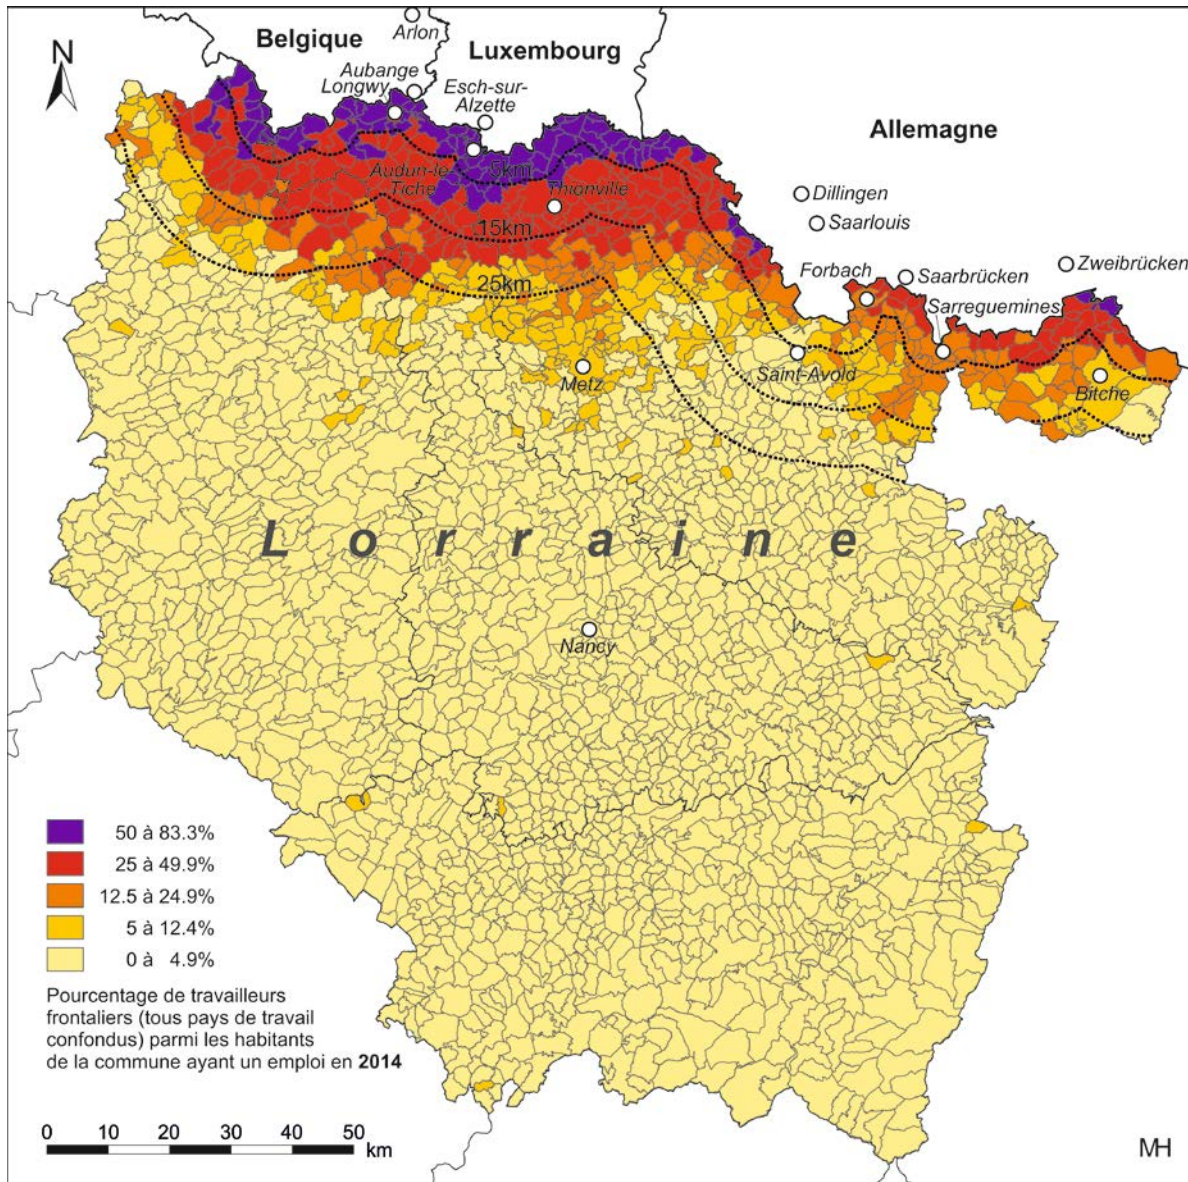 N
Belgique
Arlon
Luxembourg
Aubange
Longwy
Esch-sur-
Alzette
Allemagne
5km
Audun-le-
Tiche
Thionville
Dillingen
Saarlouis
15km
Forbach
Saarbrücken
Zweibrücken
25km
Sarreguemines
Metz
Saint-Avold
Bitche
Lorraine
Nancy
50 à 83.3%
25 à 49.9%
12.5 à 24.9%
5 à 12.4%
0 à 4.9%
Pourcentage de travailleurs
frontaliers (tous pays de travail
confondus) parmi les habitants
de la commune ayant un emploi en 2014
0 10 20 30 40 50
km
MH